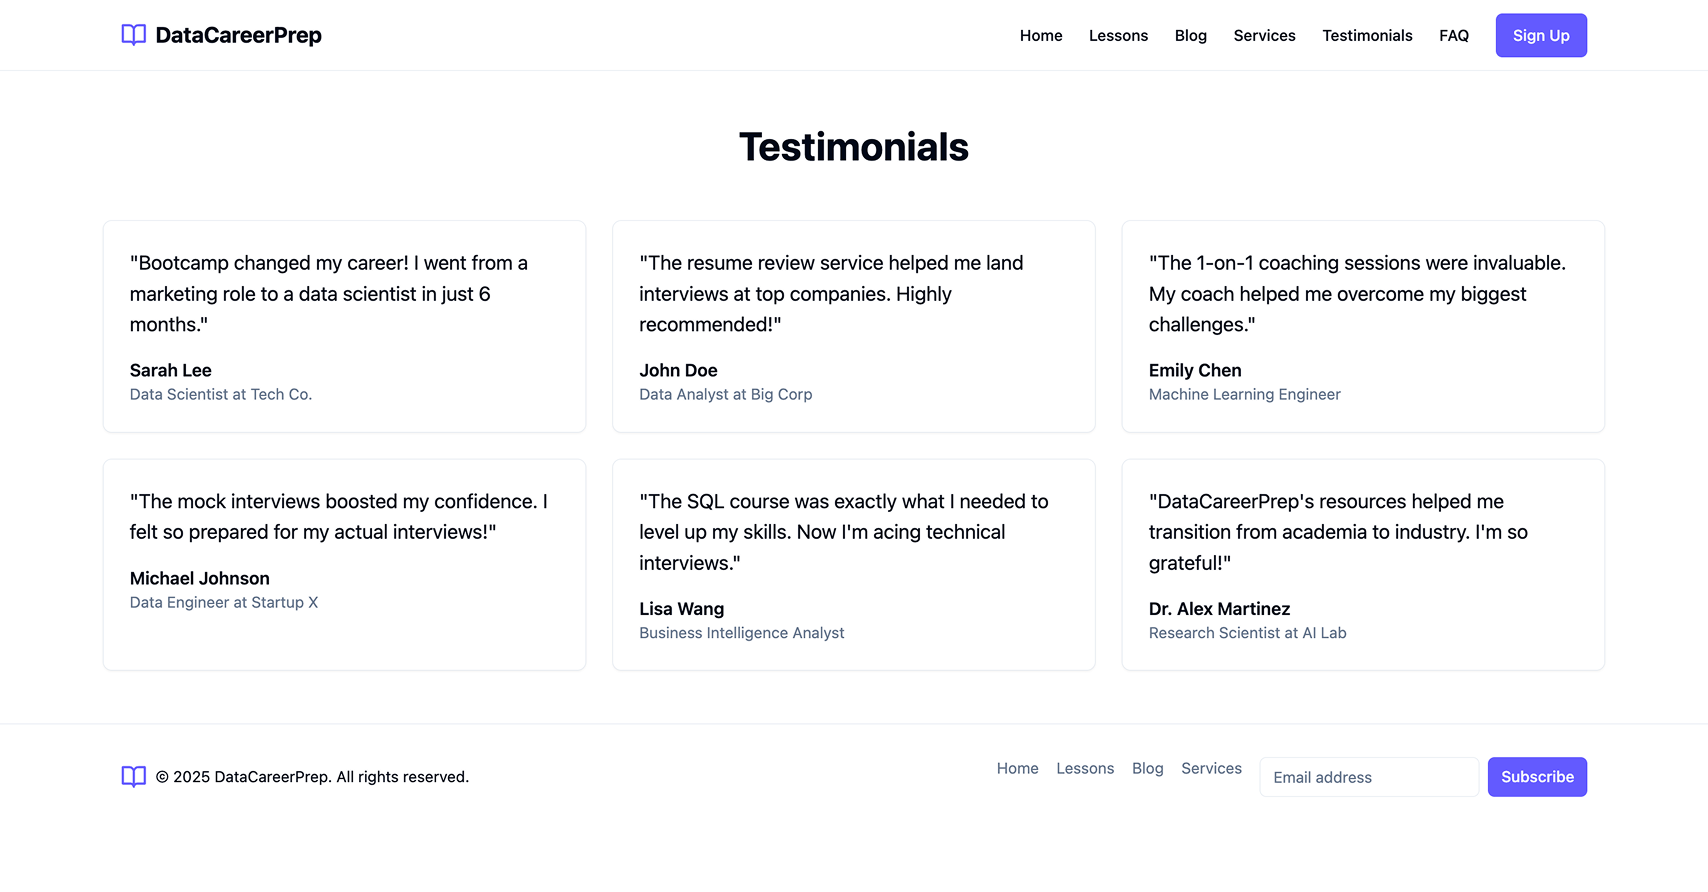 DataCareerPrep
Home Lessons Blog Services Testimonials FAQ Sign Up
Testimonials
"Bootcamp changed my career! I went from a
marketing role to a data scientist in just 6
months."
Sarah Lee
Data Scientist at Tech Co.
"The resume review service helped me land
interviews at top companies. Highly
recommended!"
John Doe
Data Analyst at Big Corp
"The 1-on-1 coaching sessions were invaluable.
My coach helped me overcome my biggest
challenges."
Emily Chen
Machine Learning Engineer
"The mock interviews boosted my confidence. I
felt so prepared for my actual interviews!"
Michael Johnson
Data Engineer at Startup X
"The SQL course was exactly what I needed to
level up my skills. Now I'm acing technical
interviews."
Lisa Wang
Business Intelligence Analyst
"DataCareerPrep's resources helped me
transition from academia to industry. I'm so
grateful!"
Dr. Alex Martinez
Research Scientist at AI Lab
© 2025 DataCareerPrep. All rights reserved.
Home Lessons Blog Services Email address Subscribe